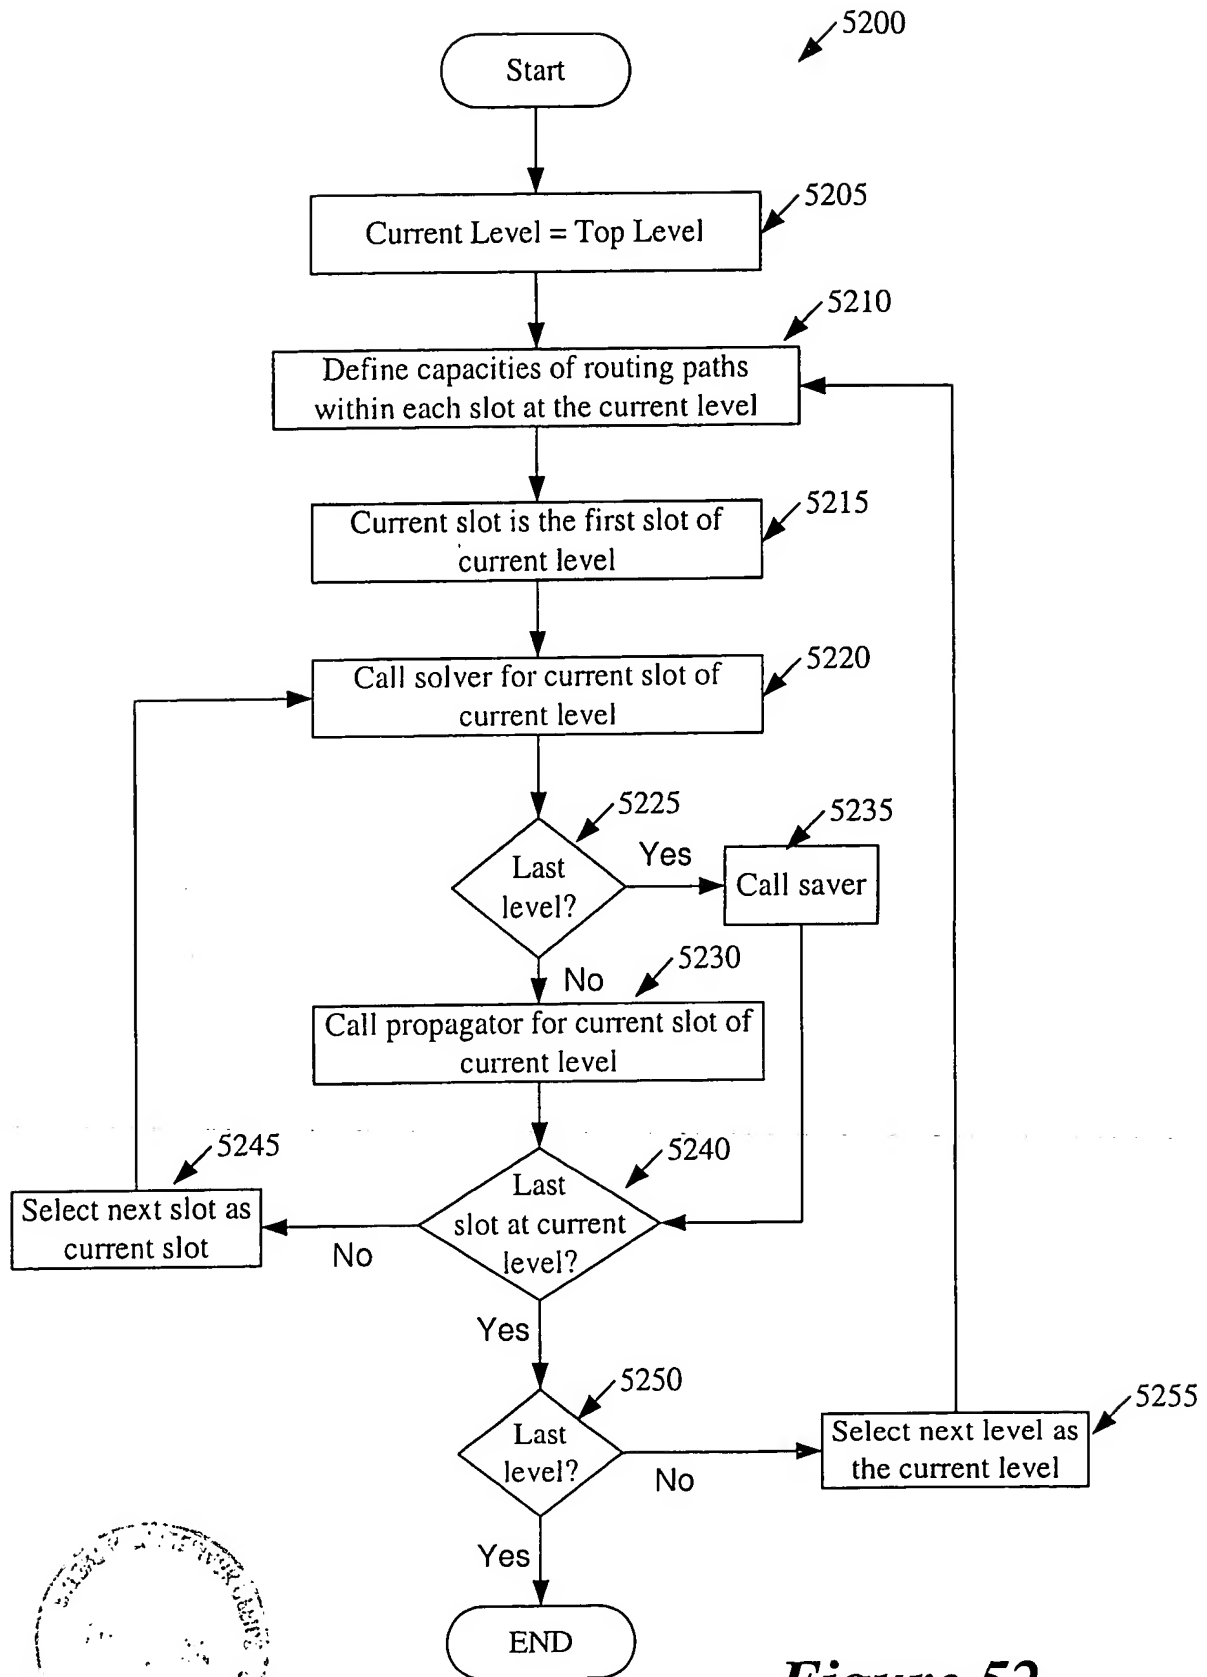 5200
Start
5205
Current Level = Top Level
5210
Define capacities of routing paths
within each slot at the current level
5215
Current slot is the first slot of
current level
5220
Call solver for current slot of
current level
5225
5235
Last
level?
Yes
Call saver
5230
No
Call propagator for current slot of
current level
5245
5240
Select next slot as
current slot
Last
slot at current
level?
No
Yes
5250
5255
Last
level?
No
Select next level as
the current level
Yes
END
Figure 52